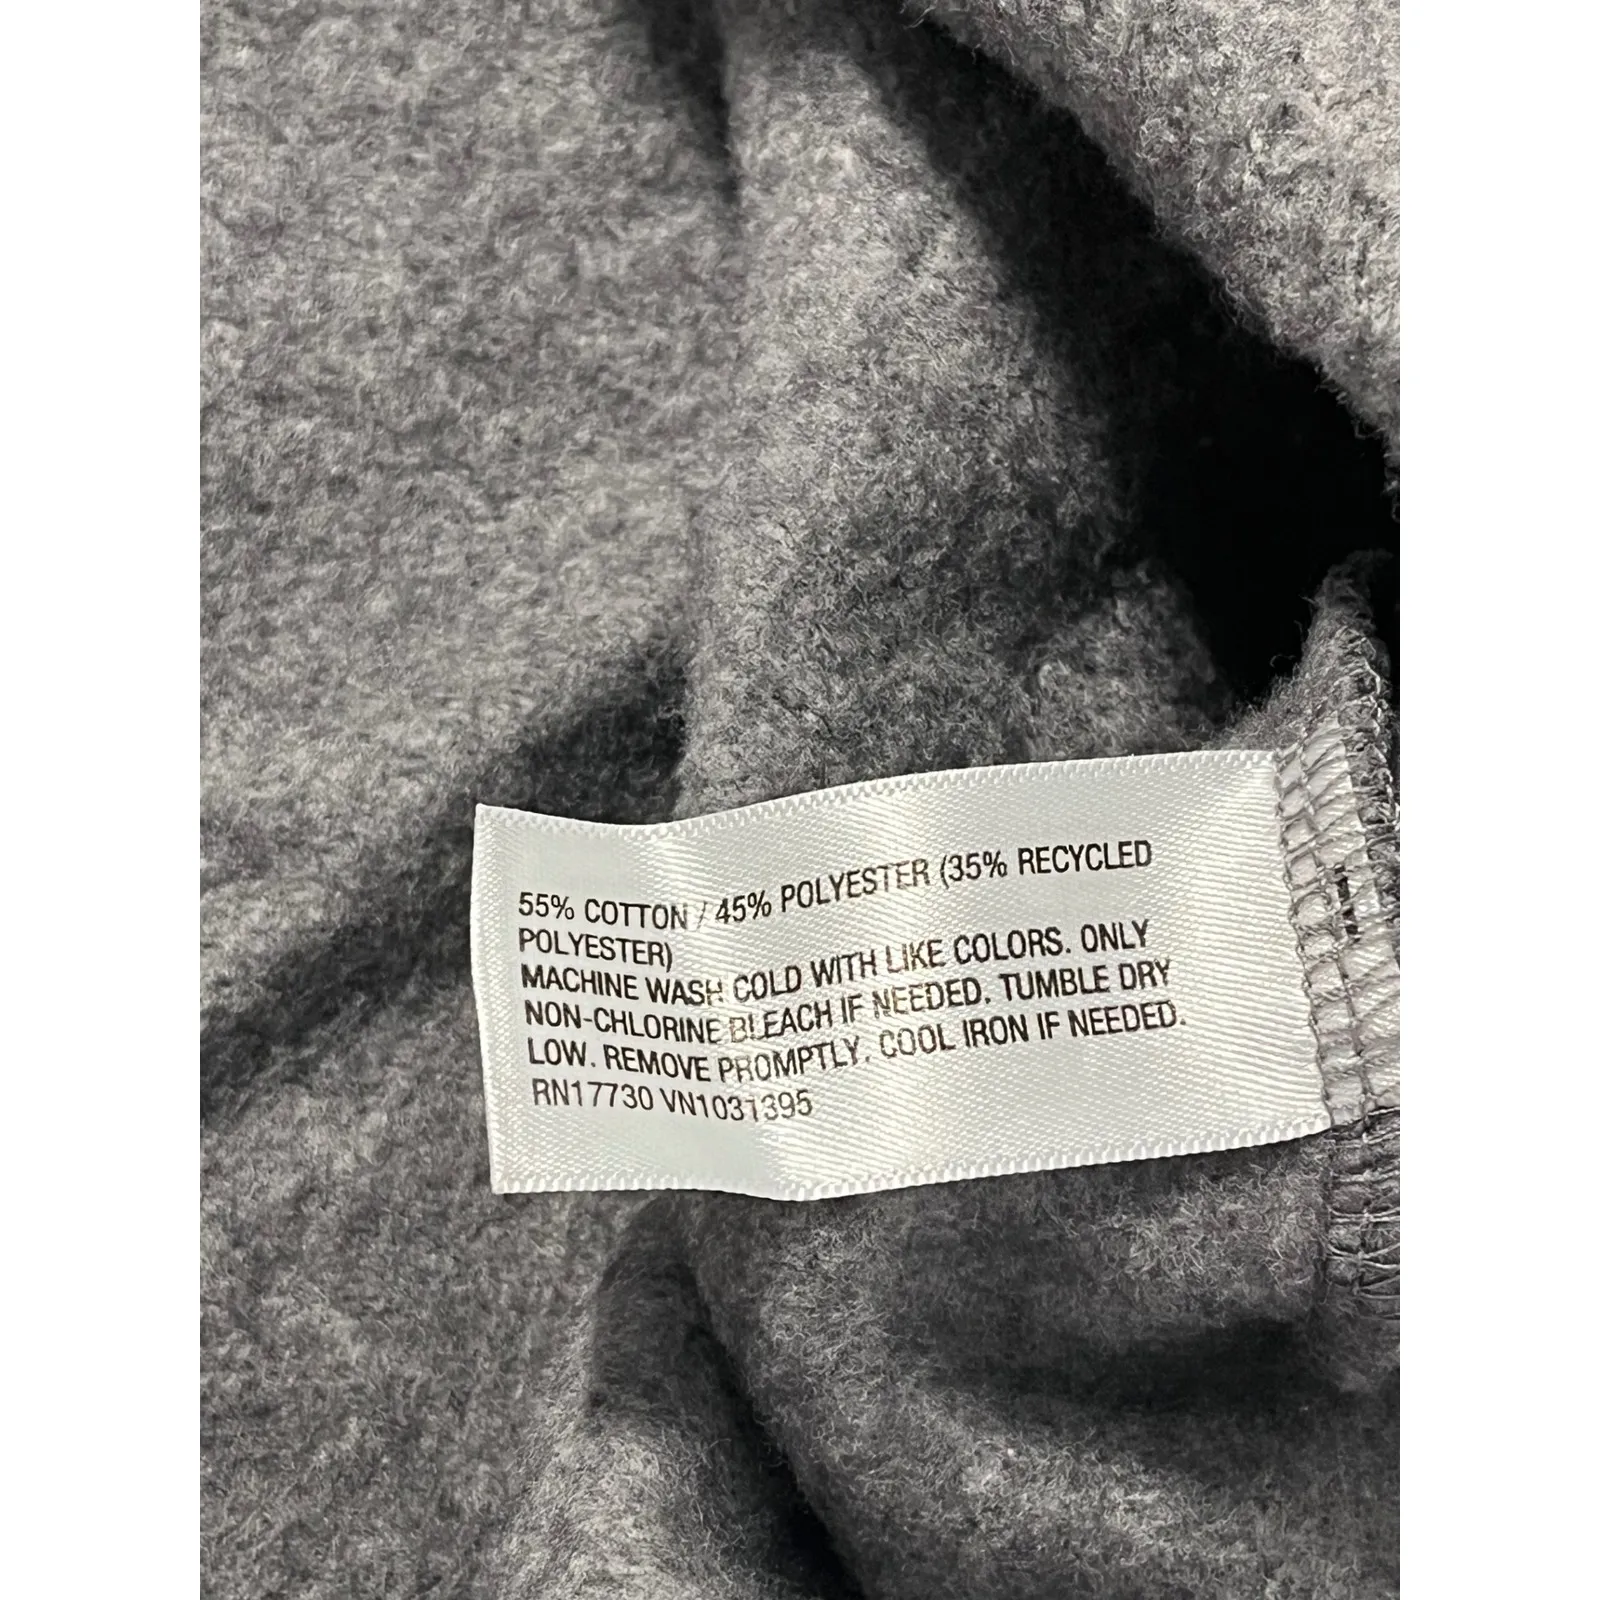 55% COTTON / 45% POLYESTER (35% RECYCLED
POLYESTER)
MACHINE WASH COLD WITH LIKE COLORS. ONLY
NON-CHLORINE BLEACH IF NEEDED. TUMBLE DRY
LOW. REMOVE PROMPTLY. COOL IRON IF NEEDED.
RN17730 VN1031395